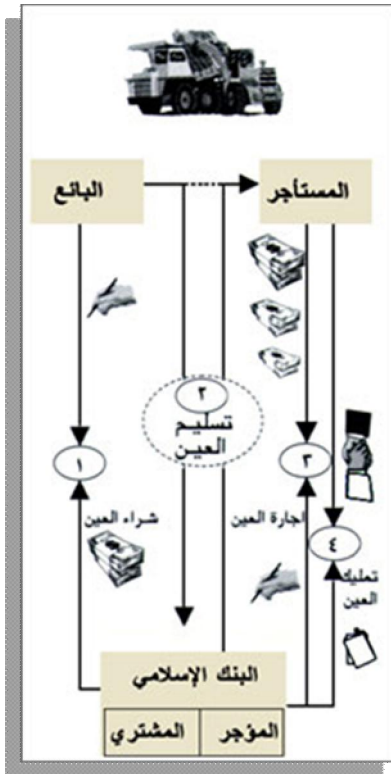 المستأجر
البائع
٢
تسليم
العين
١
٣
شراء العين
اجارة العين
٤
تمليك
العين
البنك الإسلامي
المؤجر
المشتري